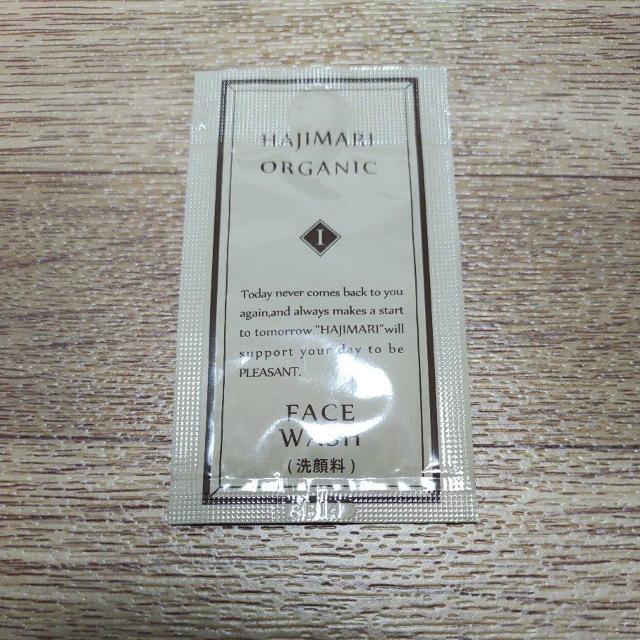 HAJIMARI
ORGANIC
I
Today never comes back to you
again,and always makes a start
to tomorrow."HAJIMARI"will
support your day to be
PLEASANT.
FACE
WASH
(洗顔料)